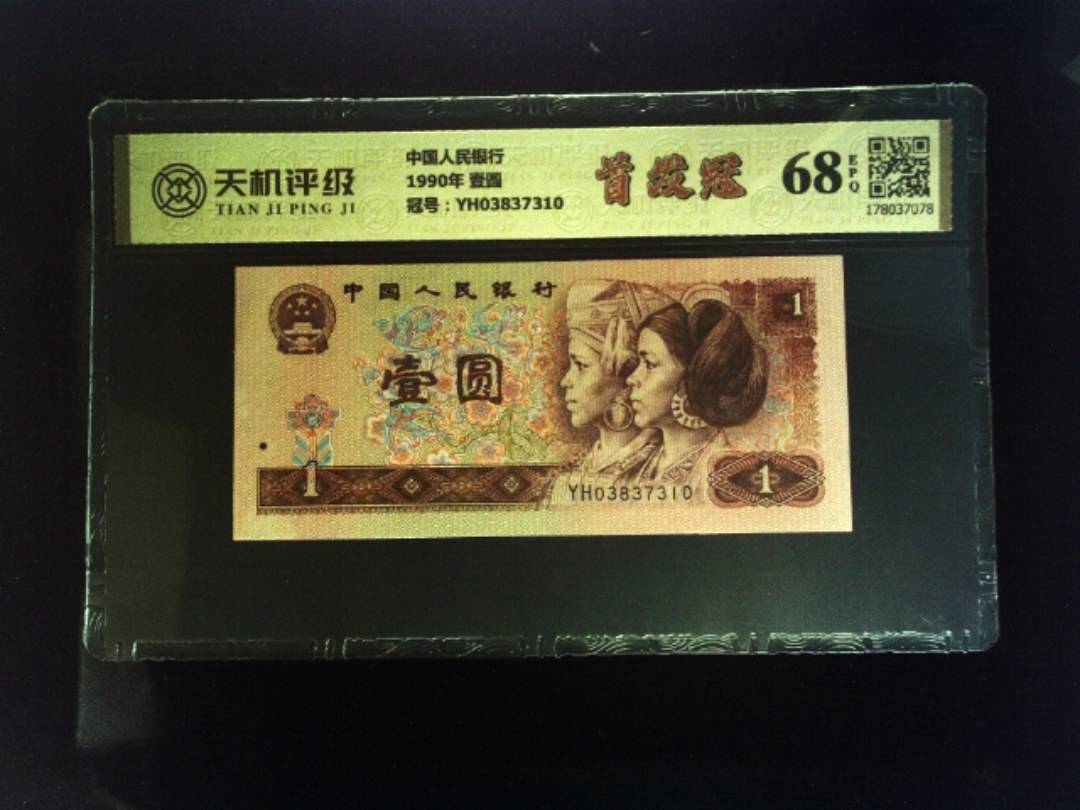 天机评级
TIAN JI PING JI
中国人民银行
1990年 壹圆
冠号：YH03837310
首发冠
68
EPQ
178037078
中国人民银行
1
壹圆
1
YH03837310
1